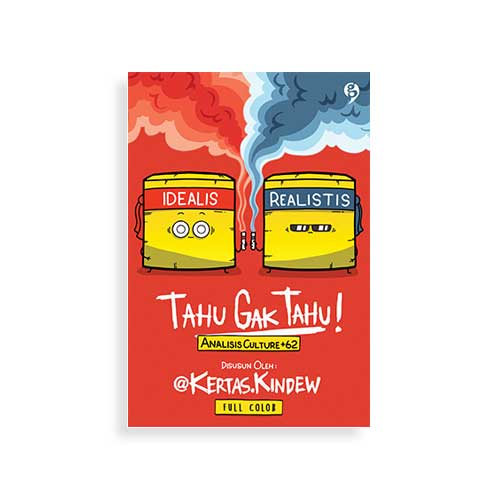 IDEALIS
REALISTIS
TAHU GAK TAHU!
ANALISIS CULTURE+62
DISUSUN OLEH:
@KERTAS.KINDEW
FULL COLOR